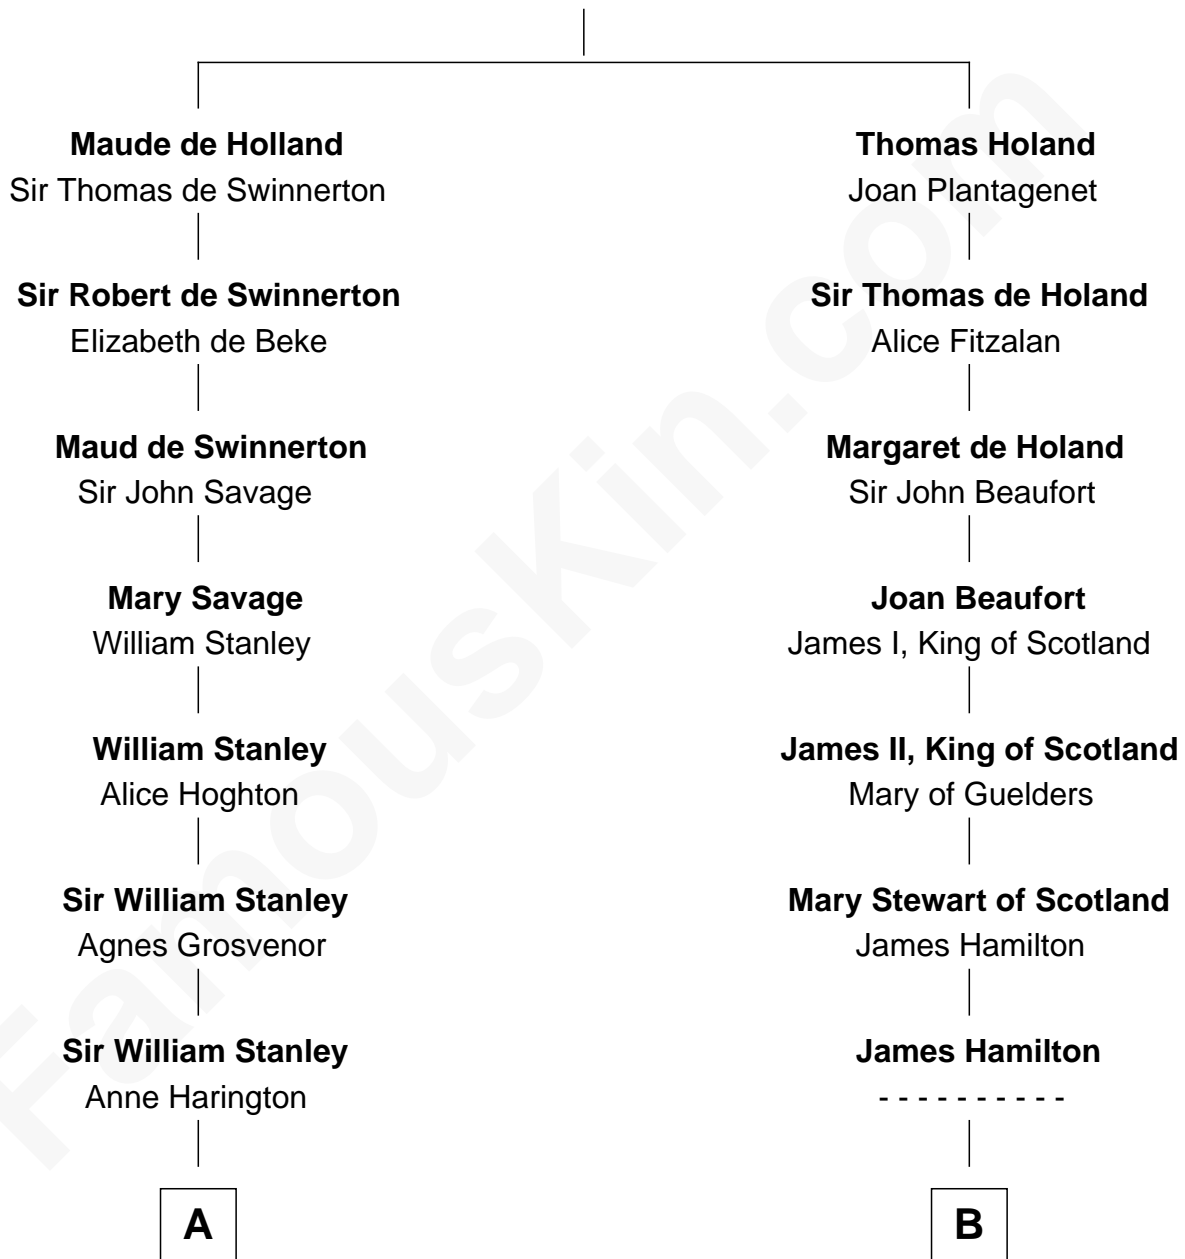 Maude de Holland
Sir Thomas de Swinnerton
Thomas Holand
Joan Plantagenet
Sir Robert de Swinnerton
Elizabeth de Beke
Sir Thomas de Holand
Alice Fitzalan
Maud de Swinnerton
Sir John Savage
Margaret de Holand
Sir John Beaufort
Mary Savage
William Stanley
Joan Beaufort
James I, King of Scotland
William Stanley
Alice Hoghton
James II, King of Scotland
Mary of Guelders
Sir William Stanley
Agnes Grosvenor
Mary Stewart of Scotland
James Hamilton
Sir William Stanley
Anne Harington
James Hamilton
- - - - - - - - - -
A
B
FamousKin.com